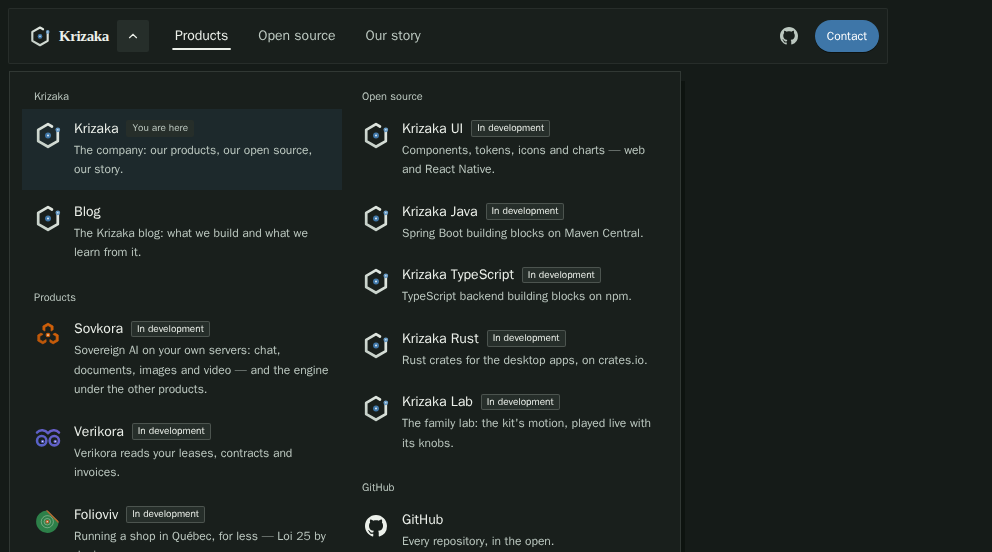 Krizaka
Products
Open source
Our story
Contact
Krizaka
Krizaka You are here
The company: our products, our open source,
our story.
Blog
The Krizaka blog: what we build and what we
learn from it.
Products
Sovkora In development
Sovereign AI on your own servers: chat,
documents, images and video — and the engine
under the other products.
Verikora In development
Verikora reads your leases, contracts and
invoices.
Folioviv In development
Running a shop in Québec, for less — Loi 25 by
Open source
Krizaka UI In development
Components, tokens, icons and charts — web
and React Native.
Krizaka Java In development
Spring Boot building blocks on Maven Central.
Krizaka TypeScript In development
TypeScript backend building blocks on npm.
Krizaka Rust In development
Rust crates for the desktop apps, on crates.io.
Krizaka Lab In development
The family lab: the kit's motion, played live with
its knobs.
GitHub
GitHub
Every repository, in the open.